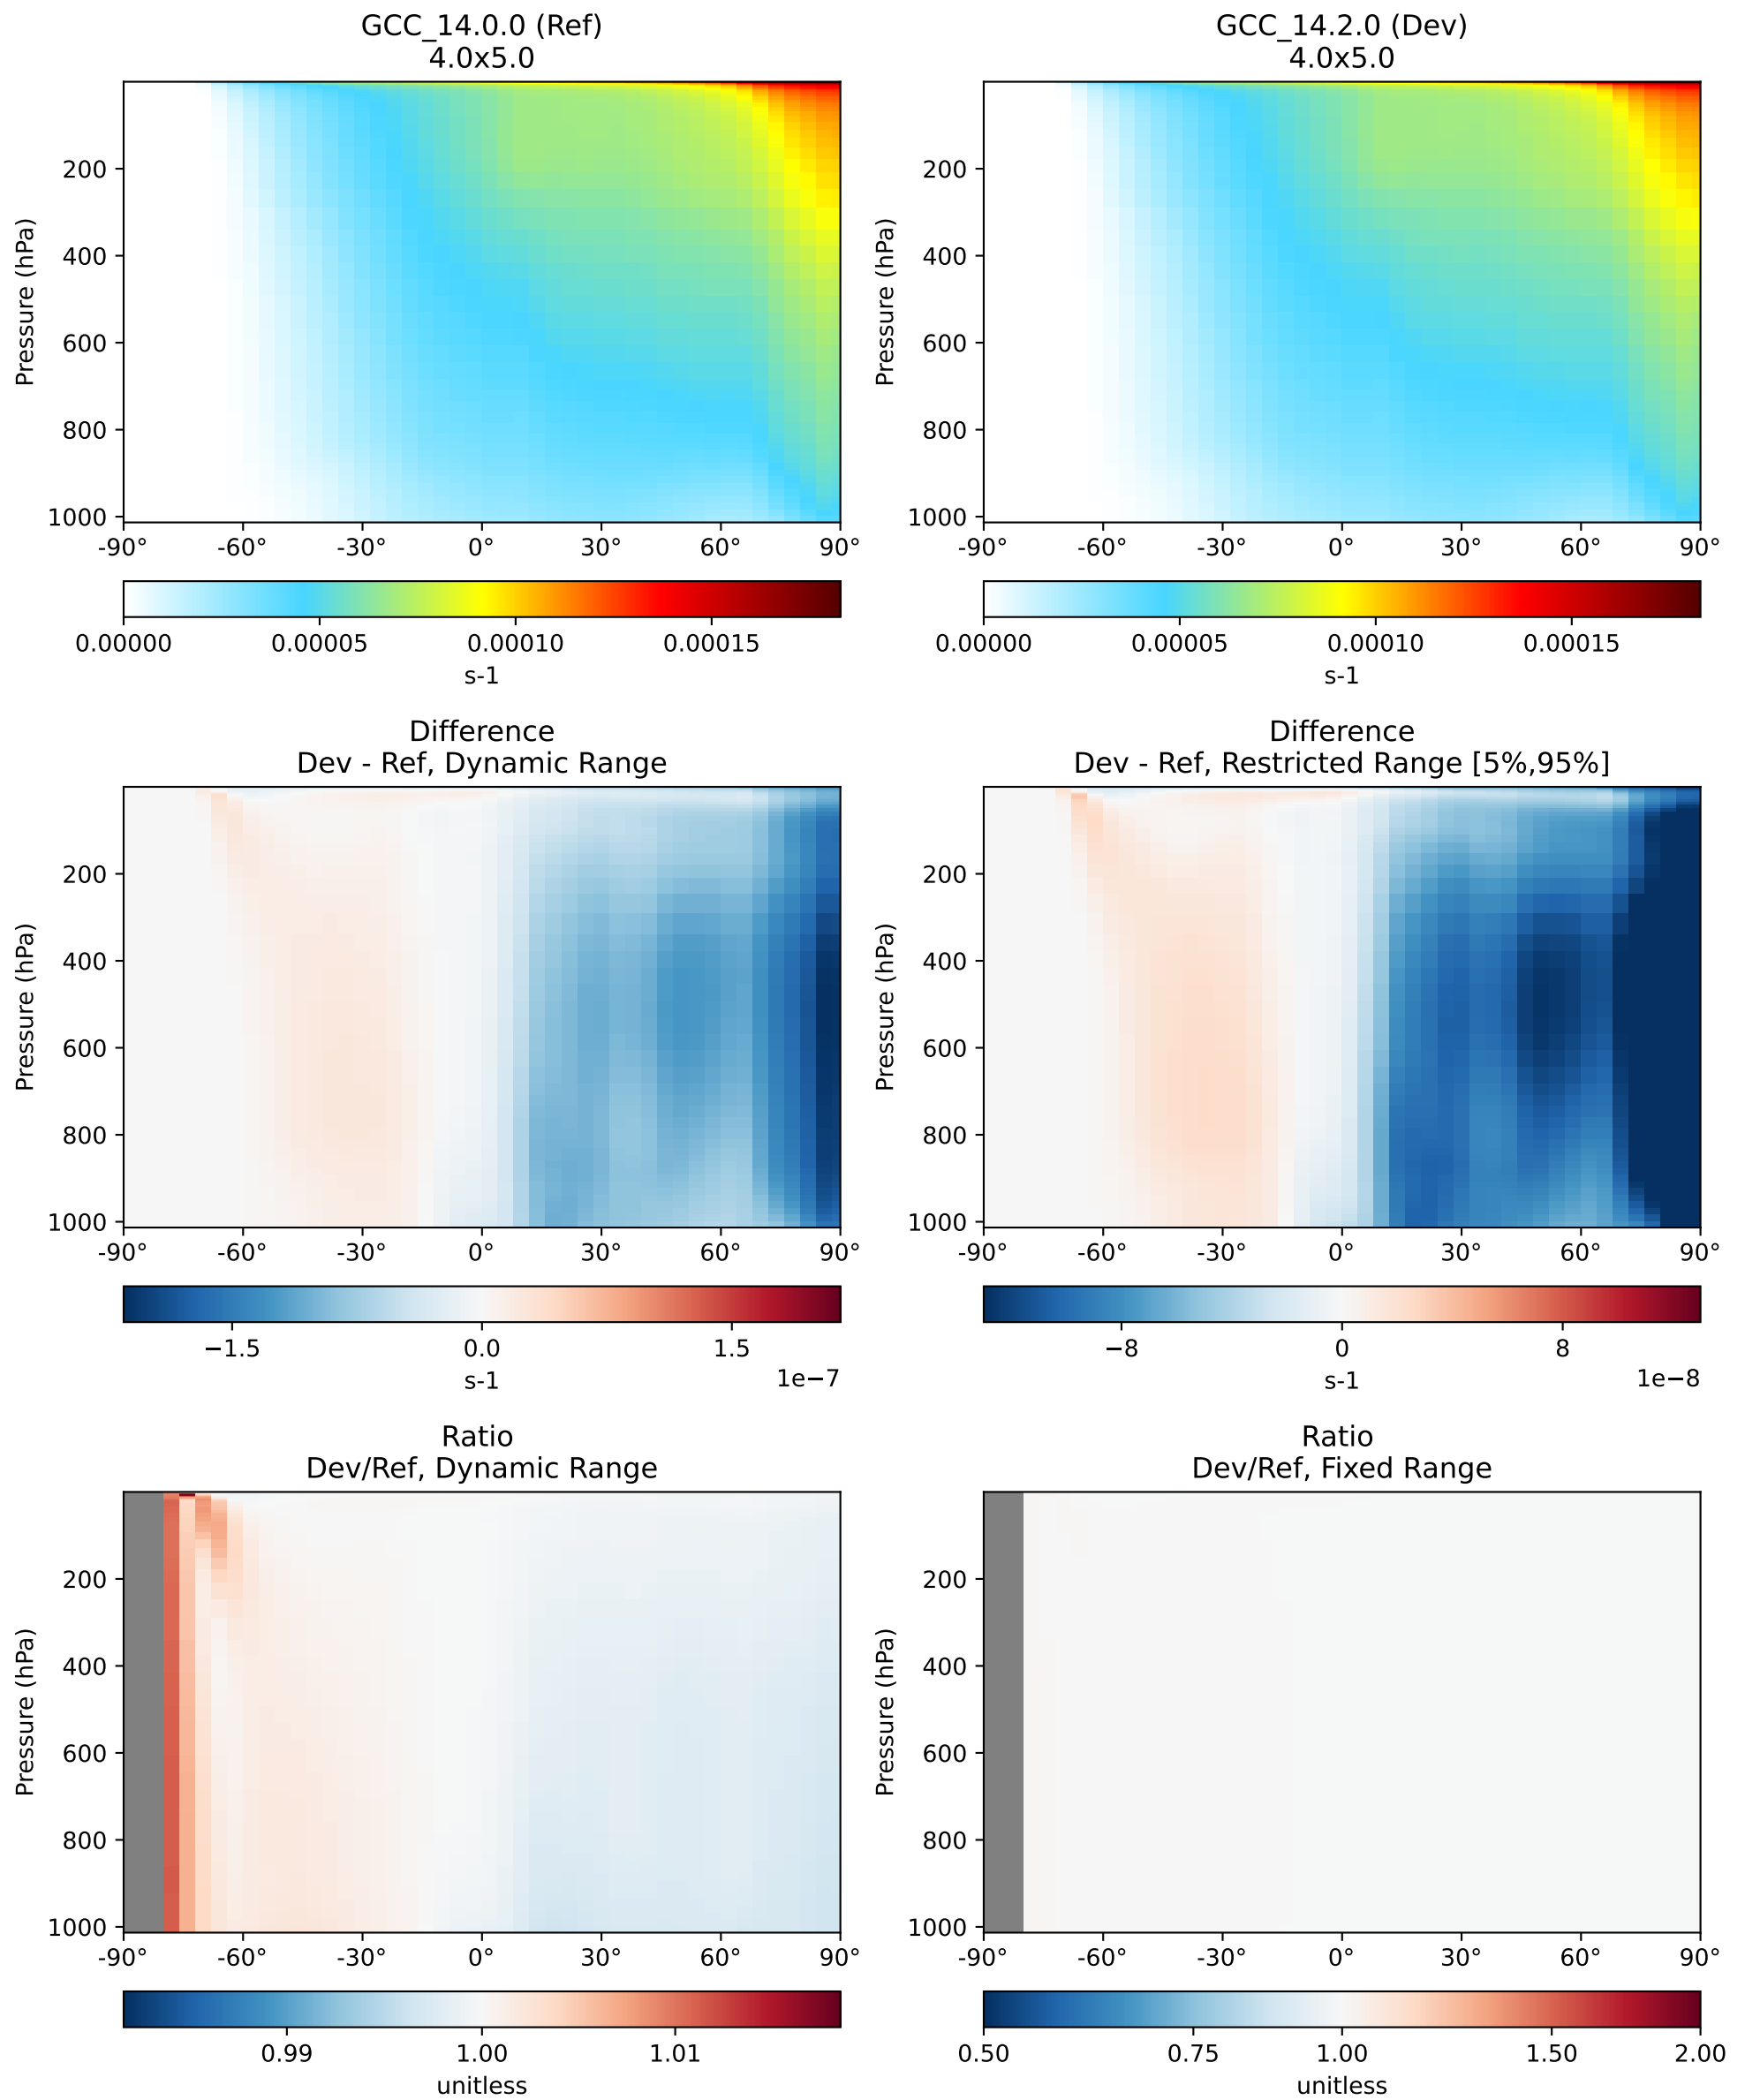 GCC_14.0.0 (Ref)
4.0x5.0
Pressure (hPa)
200
400
600
800
1000
-90° -60° -30° 0° 30° 60° 90°
0.00000 0.00005 0.00010 0.00015
s-1
GCC_14.2.0 (Dev)
4.0x5.0
Pressure (hPa)
200
400
600
800
1000
-90° -60° -30° 0° 30° 60° 90°
0.00000 0.00005 0.00010 0.00015
s-1
Difference
Dev - Ref, Dynamic Range
Pressure (hPa)
200
400
600
800
1000
-90° -60° -30° 0° 30° 60° 90°
−1.5 0.0 1.5
s-1
1e−7
Difference
Dev - Ref, Restricted Range [5%,95%]
Pressure (hPa)
200
400
600
800
1000
-90° -60° -30° 0° 30° 60° 90°
−8 0 8
s-1
1e−8
Ratio
Dev/Ref, Dynamic Range
Pressure (hPa)
200
400
600
800
1000
-90° -60° -30° 0° 30° 60° 90°
0.99 1.00 1.01
unitless
Ratio
Dev/Ref, Fixed Range
Pressure (hPa)
200
400
600
800
1000
-90° -60° -30° 0° 30° 60° 90°
0.50 0.75 1.00 1.50 2.00
unitless